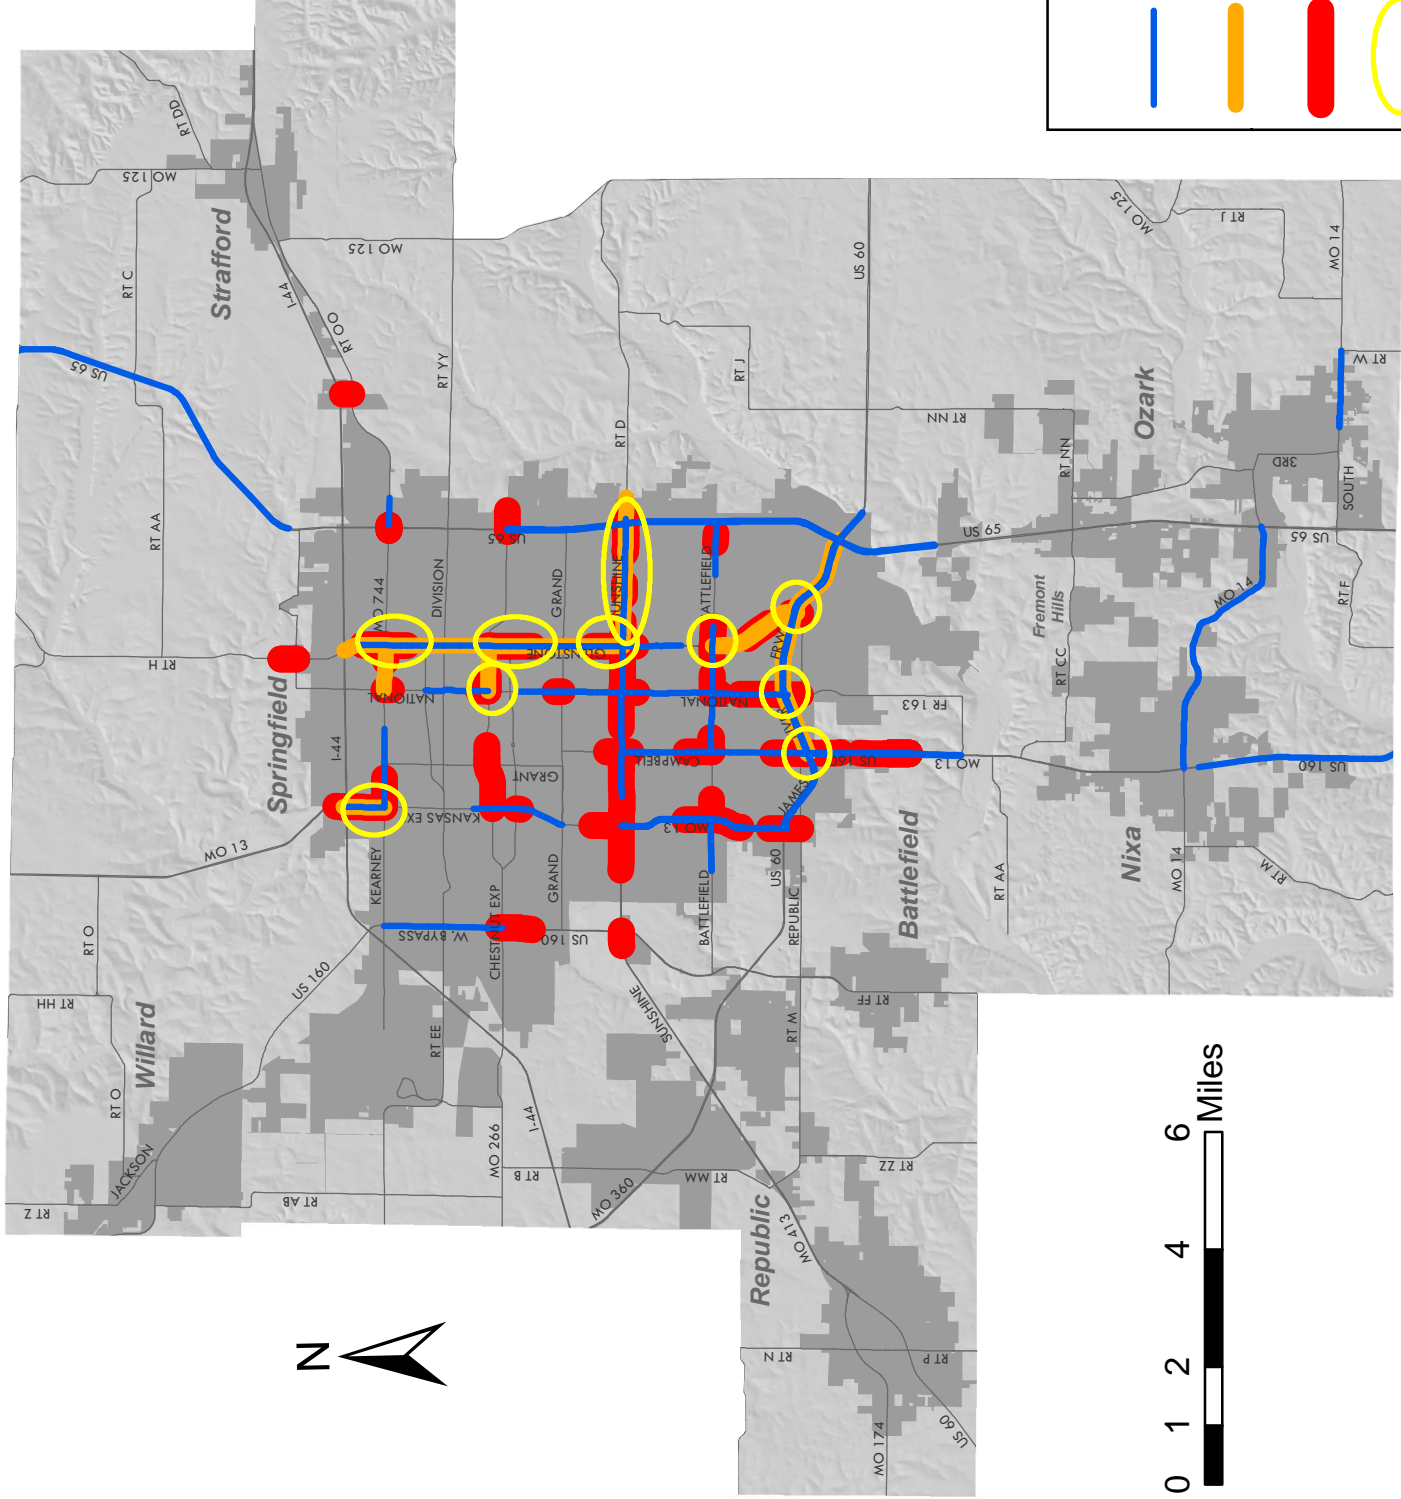 RT DD
MO 125
Strafford
RT C
I-44
MO 125
RT OO
RT YY
US 65
RT J
US 60
MO 125
RT J
MO 14
RT W
RT NN
RT NN
Ozark
3RD
SOUTH
RT D
RT AA
US 65
US 65
US 65
MO 14
RT F
MO 744
DIVISION
GRAND
SUNSHINE
BATTLEFIELD
Fremont
Hills
RT CC
RT H
GLENSTONE
NATIONAL
NATIONAL
FR 163
Springfield
I-44
GRANT
CAMPBELL
US 160
MO 13
US 160
KANSAS EX
MO 13
JAMES
MO 13
KEARNEY
GRAND
BATTLEFIELD
US 60
REPUBLIC
Battlefield
RT AA
Nixa
MO 14
RT M
RT O
W. BYPASS
CHESTNUT EXP
US 160
US 160
RT HH
SUNSHINE
RT M
RT FF
Willard
RT O
RT EE
I-44
MO 266
JACKSON
RT Z
RT AB
RT B
MO 360
RT MM
RT ZZ
Republic
MO 413
RT N
RT P
US 60
MO 174
N
0 1 2 4 6
Miles